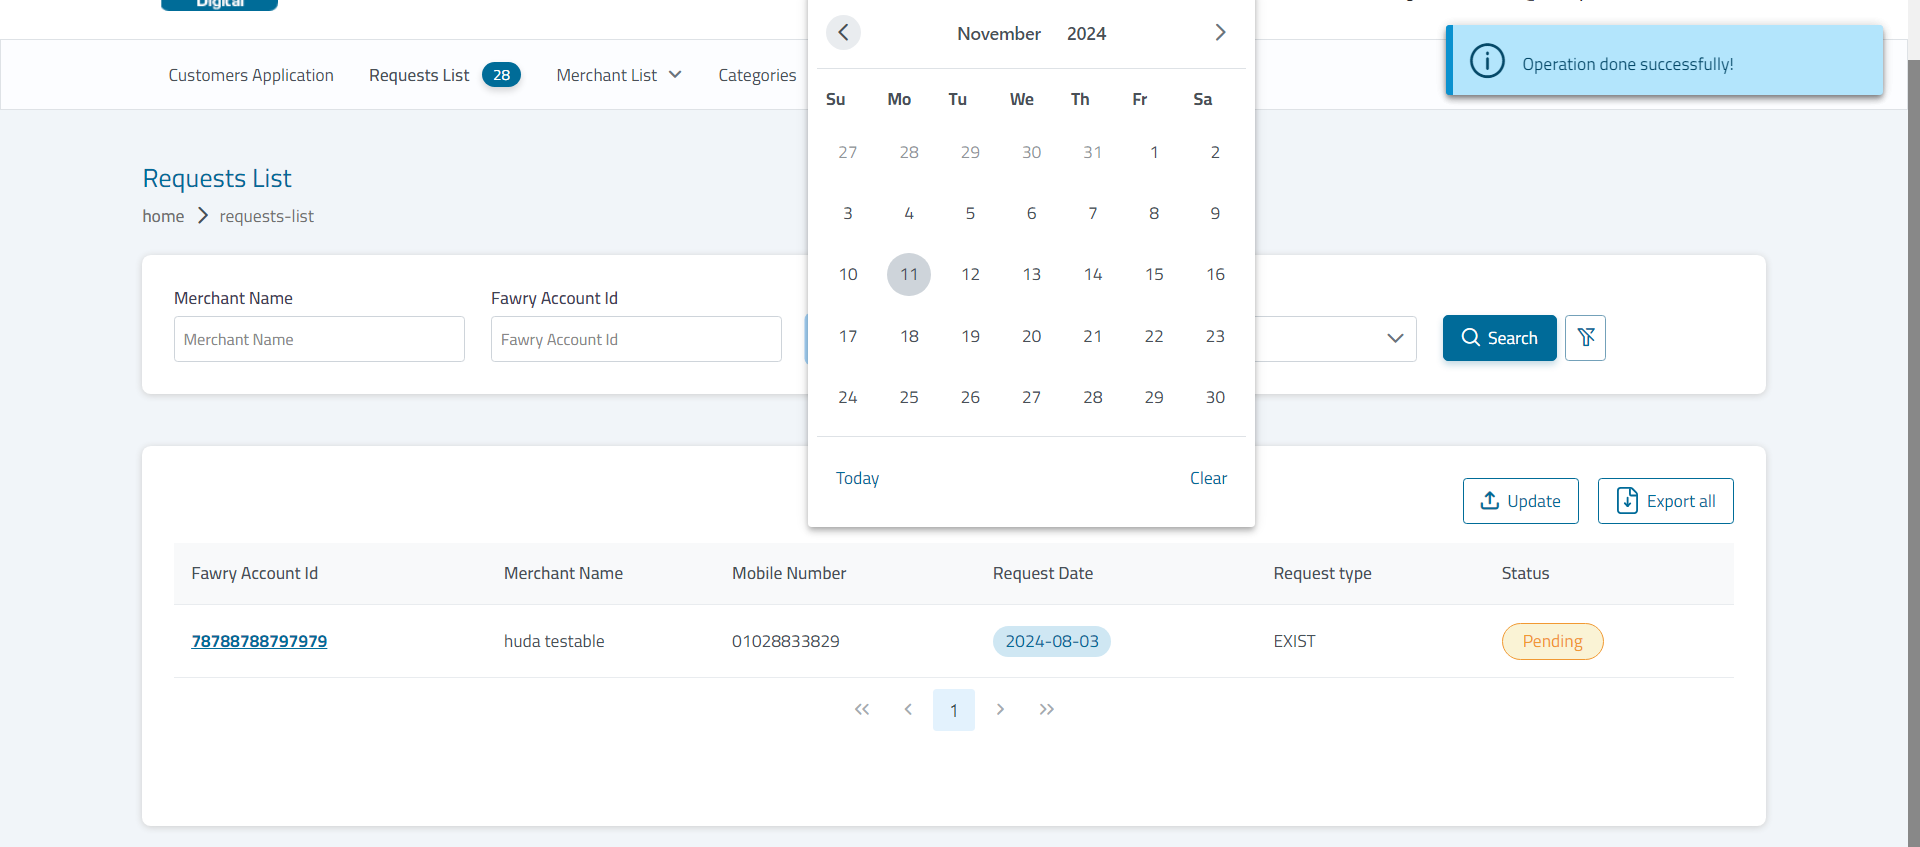 Digital
Customers Application
Requests List 28
Merchant List
Categories
Operation done successfully!
Requests List
home
requests-list
Merchant Name
Merchant Name
Fawry Account Id
Fawry Account Id
November 2024
Su Mo Tu We Th Fr Sa
27 28 29 30 31 1 2
3 4 5 6 7 8 9
10 11 12 13 14 15 16
17 18 19 20 21 22 23
24 25 26 27 28 29 30
Today Clear
Search
Update
Export all
Fawry Account Id Merchant Name Mobile Number Request Date Request type Status
78788788797979 huda testable 01028833829 2024-08-03 EXIST Pending
1